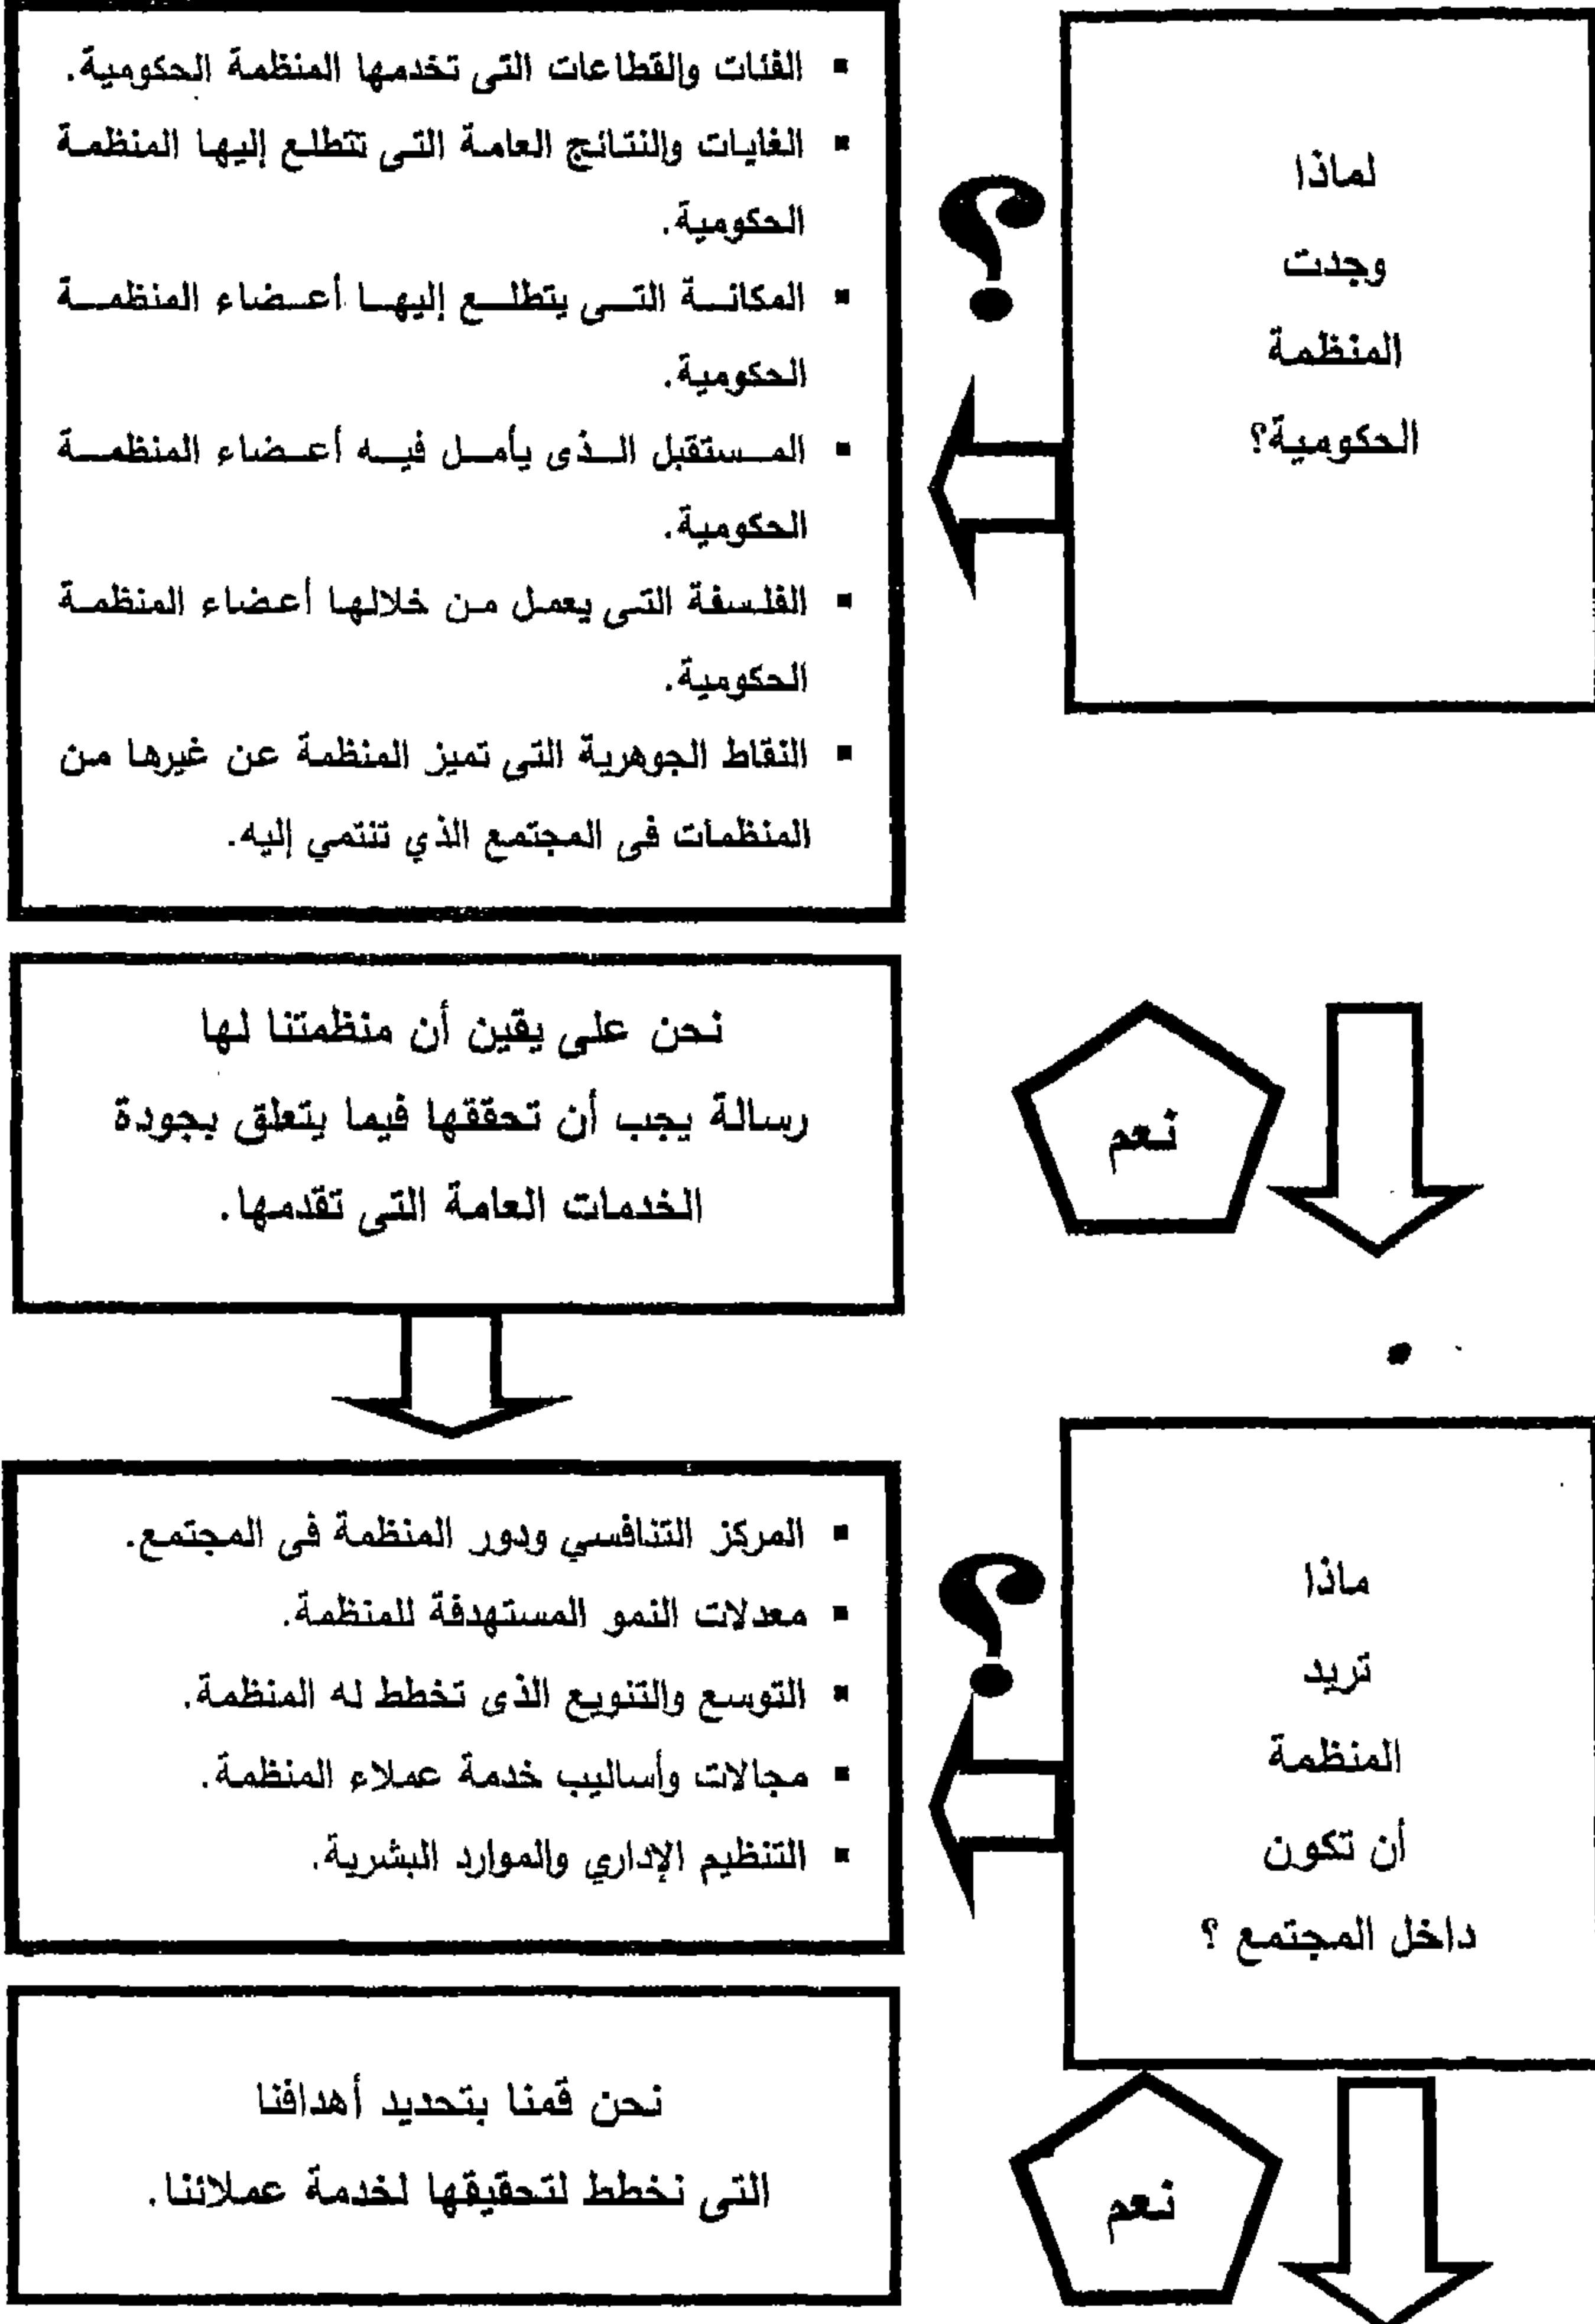 لماذا
وجدت
المنظمة
الحكومية؟
؟
▪ الفئات والقطاعات التى تخدمها المنظمة الحكومية.
▪ الغايات والنتائج العامة التى تتطلع إليها المنظمة
الحكومية.
▪ المكانة التى يتطلع إليها أعضاء المنظمة
الحكومية.
▪ المستقبل الذى يأمل فيه أعضاء المنظمة
الحكومية.
▪ الفلسفة التى يعمل من خلالها أعضاء المنظمة
الحكومية.
▪ النقاط الجوهرية التى تميز المنظمة عن غيرها من
المنظمات فى المجتمع الذي تنتمي إليه.
نعم
نحن على يقين أن منظمتنا لها
رسالة يجب أن تحققها فيما يتعلق بجودة
الخدمات العامة التى تقدمها.
ماذا
تريد
المنظمة
أن تكون
داخل المجتمع ؟
؟
▪ المركز التنافسي ودور المنظمة فى المجتمع.
▪ معدلات النمو المستهدفة للمنظمة.
▪ التوسع والتنويع الذى تخطط له المنظمة.
▪ مجالات وأساليب خدمة عملاء المنظمة.
▪ التنظيم الإداري والموارد البشرية.
نعم
نحن قمنا بتحديد أهدافنا
التى نخطط لتحقيقها لخدمة عملائنا.